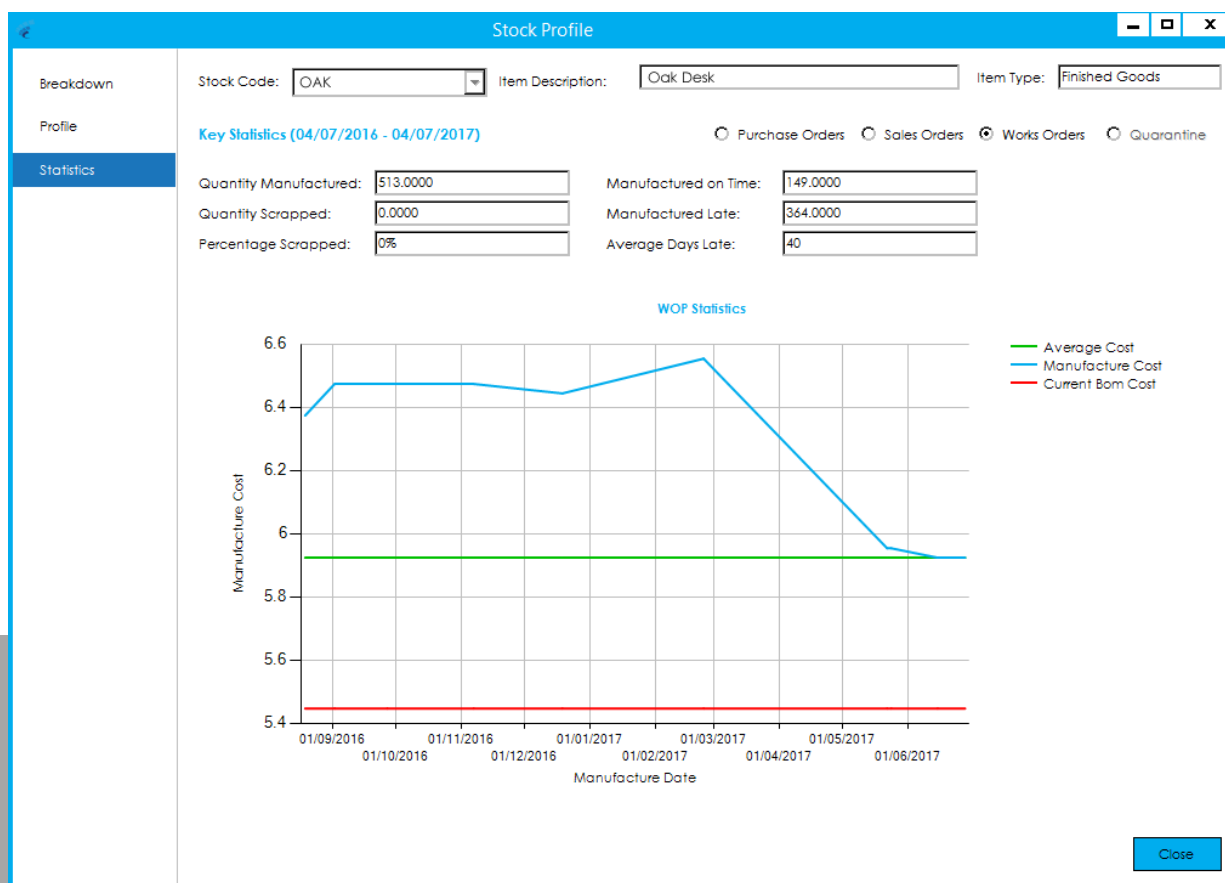 Stock Profile
Breakdown
Profile
Statistics
Stock Code: OAK Item Description: Oak Desk Item Type: Finished Goods
Key Statistics (04/07/2016 - 04/07/2017) Purchase Orders Sales Orders Works Orders Quarantine
Quantity Manufactured: 513.0000 Manufactured on Time: 149.0000
Quantity Scrapped: 0.0000 Manufactured Late: 364.0000
Percentage Scrapped: 0% Average Days Late: 40
WOP Statistics
Average Cost
Manufacture Cost
Current Bom Cost
Manufacture Cost
6.6
6.4
6.2
6
5.8
5.6
5.4
01/09/2016 01/11/2016 01/01/2017 01/03/2017 01/05/2017
01/10/2016 01/12/2016 01/02/2017 01/04/2017 01/06/2017
Manufacture Date
Close